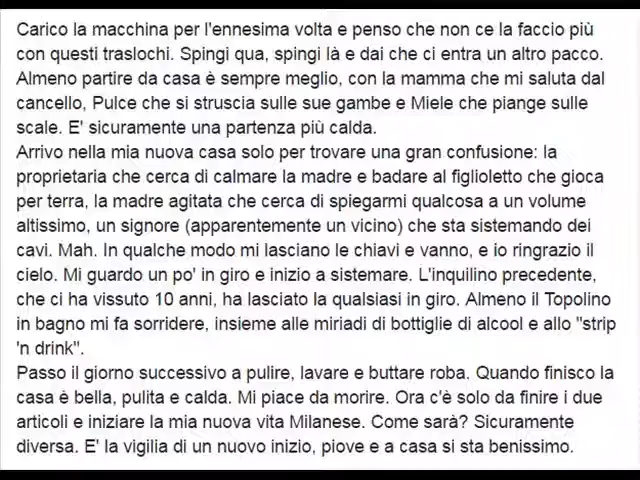 Carico la macchina per l'ennesima volta e penso che non ce la faccio più
con questi traslochi. Spingi qua, spingi là e dai che ci entra un altro pacco.
Almeno partire da casa è sempre meglio, con la mamma che mi saluta dal
cancello, Pulce che si struscia sulle sue gambe e Miele che piange sulle
scale. E' sicuramente una partenza più calda.
Arrivo nella mia nuova casa solo per trovare una gran confusione: la
proprietaria che cerca di calmare la madre e badare al figlioletto che gioca
per terra, la madre agitata che cerca di spiegarmi qualcosa a un volume
altissimo, un signore (apparentemente un vicino) che sta sistemando dei
cavi. Mah. In qualche modo mi lasciano le chiavi e vanno, e io ringrazio il
cielo. Mi guardo un po' in giro e inizio a sistemare. L'inquilino precedente,
che ci ha vissuto 10 anni, ha lasciato la qualsiasi in giro. Almeno il Topolino
in bagno mi fa sorridere, insieme alle miriadi di bottiglie di alcool e allo "strip
'n drink".
Passo il giorno successivo a pulire, lavare e buttare roba. Quando finisco la
casa è bella, pulita e calda. Mi piace da morire. Ora c'è solo da finire i due
articoli e iniziare la mia nuova vita Milanese. Come sarà? Sicuramente
diversa. E' la vigilia di un nuovo inizio, piove e a casa si sta benissimo.